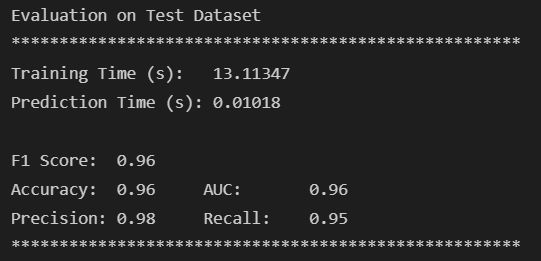 Evaluation on Test Dataset
*****************************************************
Training Time (s):   13.11347
Prediction Time (s): 0.01018
F1 Score:  0.96
Accuracy:  0.96     AUC:       0.96
Precision: 0.98     Recall:    0.95
*****************************************************